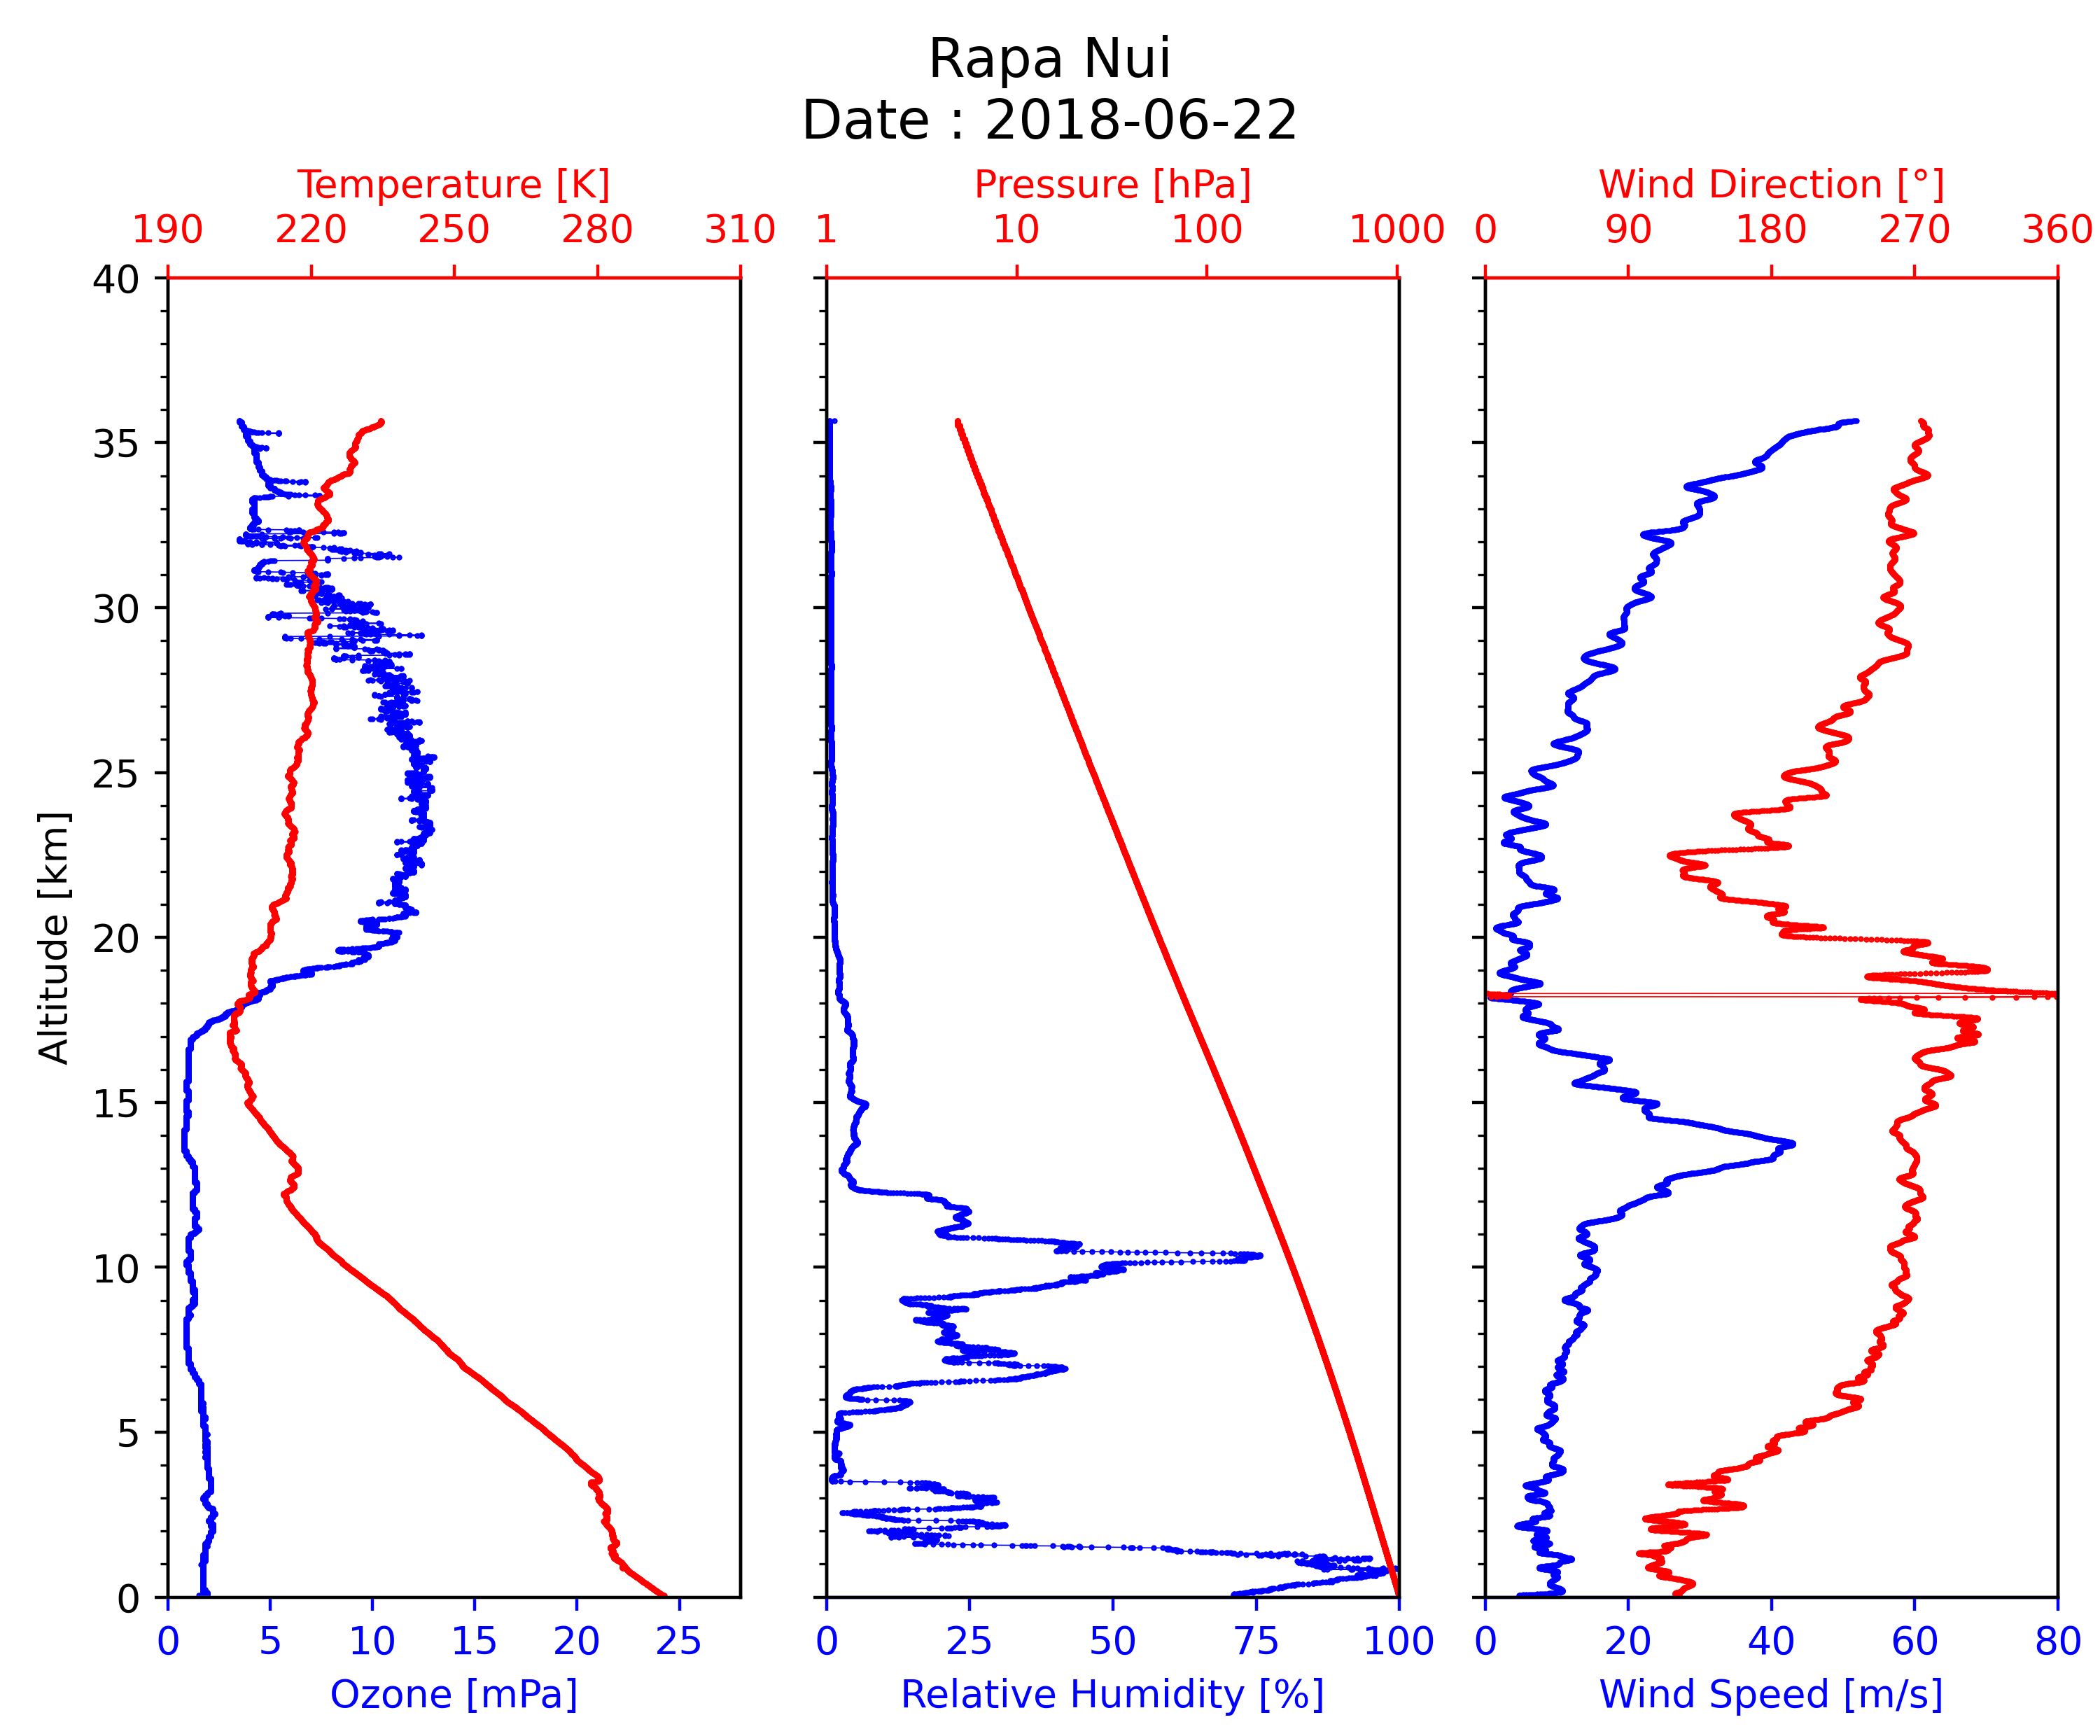 Rapa Nui
Date : 2018-06-22
Temperature [K]
190 220 250 280 310
Pressure [hPa]
1 10 100 1000
Wind Direction [°]
0 90 180 270 360
Altitude [km]
40
35
30
25
20
15
10
5
0
0 5 10 15 20 25
Ozone [mPa]
0 25 50 75 100
Relative Humidity [%]
0 20 40 60 80
Wind Speed [m/s]